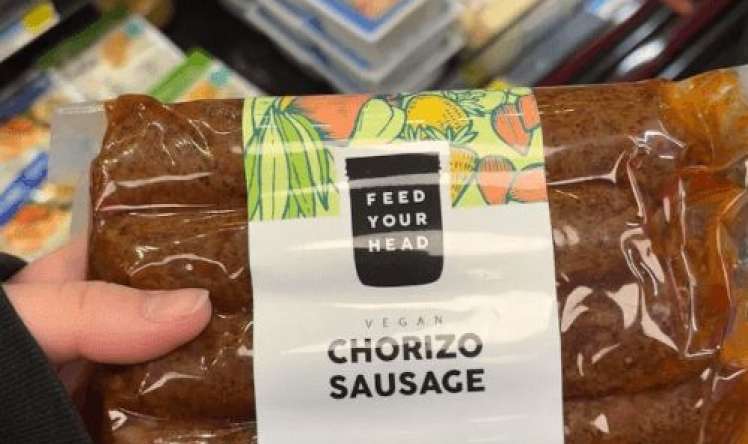 FEED
YOUR
HEAD
VEGAN
CHORIZO
SAUSAGE